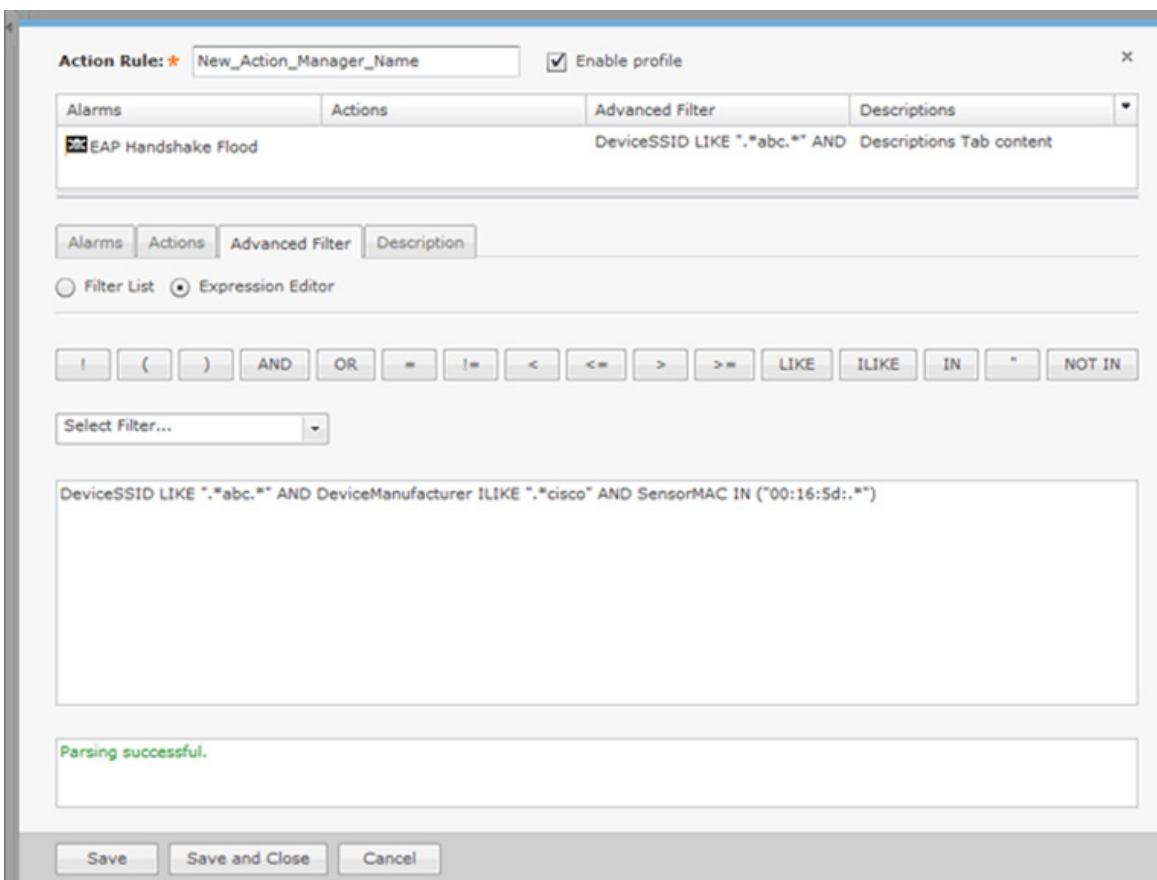 Action Rule: * New_Action_Manager_Name Enable profile
Alarms Actions Advanced Filter Descriptions
EAP Handshake Flood DeviceSSID LIKE ".*abc.*" AND Descriptions Tab content
Alarms Actions Advanced Filter Description
Filter List Expression Editor
! ( ) AND OR = != < <= > >= LIKE ILIKE IN " NOT IN
Select Filter...
DeviceSSID LIKE ".*abc.*" AND DeviceManufacturer ILIKE ".*cisco" AND SensorMAC IN ("00:16:5d:.*")
Parsing successful.
Save Save and Close Cancel